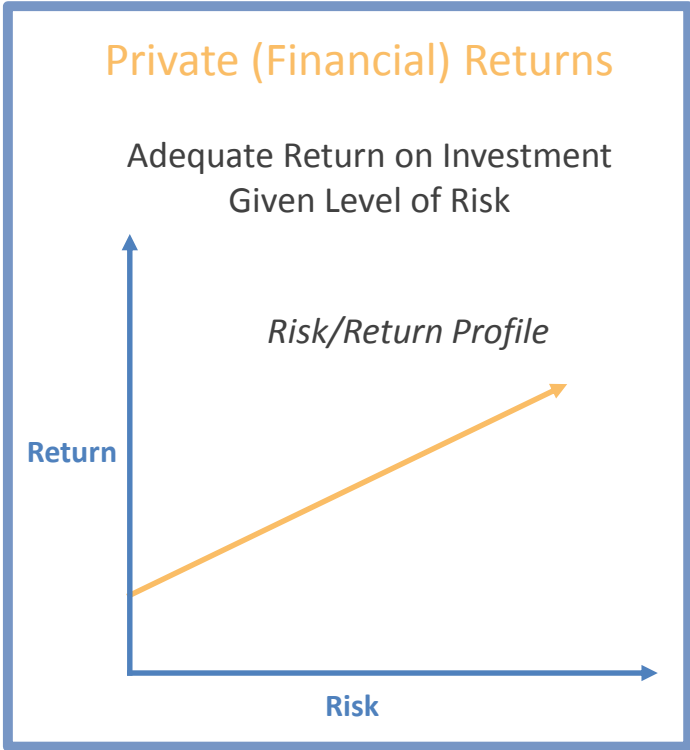 Private (Financial) Returns
Adequate Return on Investment
Given Level of Risk
Risk/Return Profile
Return
Risk